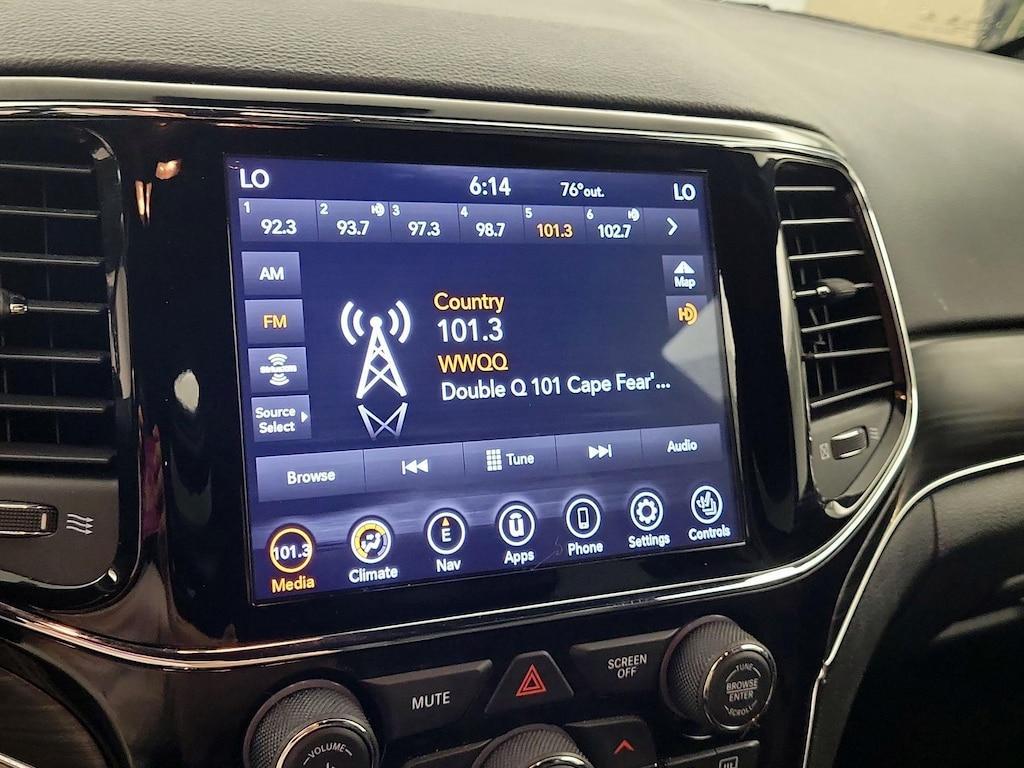 LO 6:14 76°out. LO
1 2 3 4 5 6
92.3 93.7 97.3 98.7 101.3 102.7
AM
Map
FM
HD
Country
101.3
WWQQ
Double Q 101 Cape Fear'...
SiriusXM
Source
Select
Browse Tune Audio
101.3 E
Media Climate Nav Apps Phone Settings Controls
MUTE
SCREEN
OFF
TUNE
BROWSE
ENTER
SCROLL
VOLUME